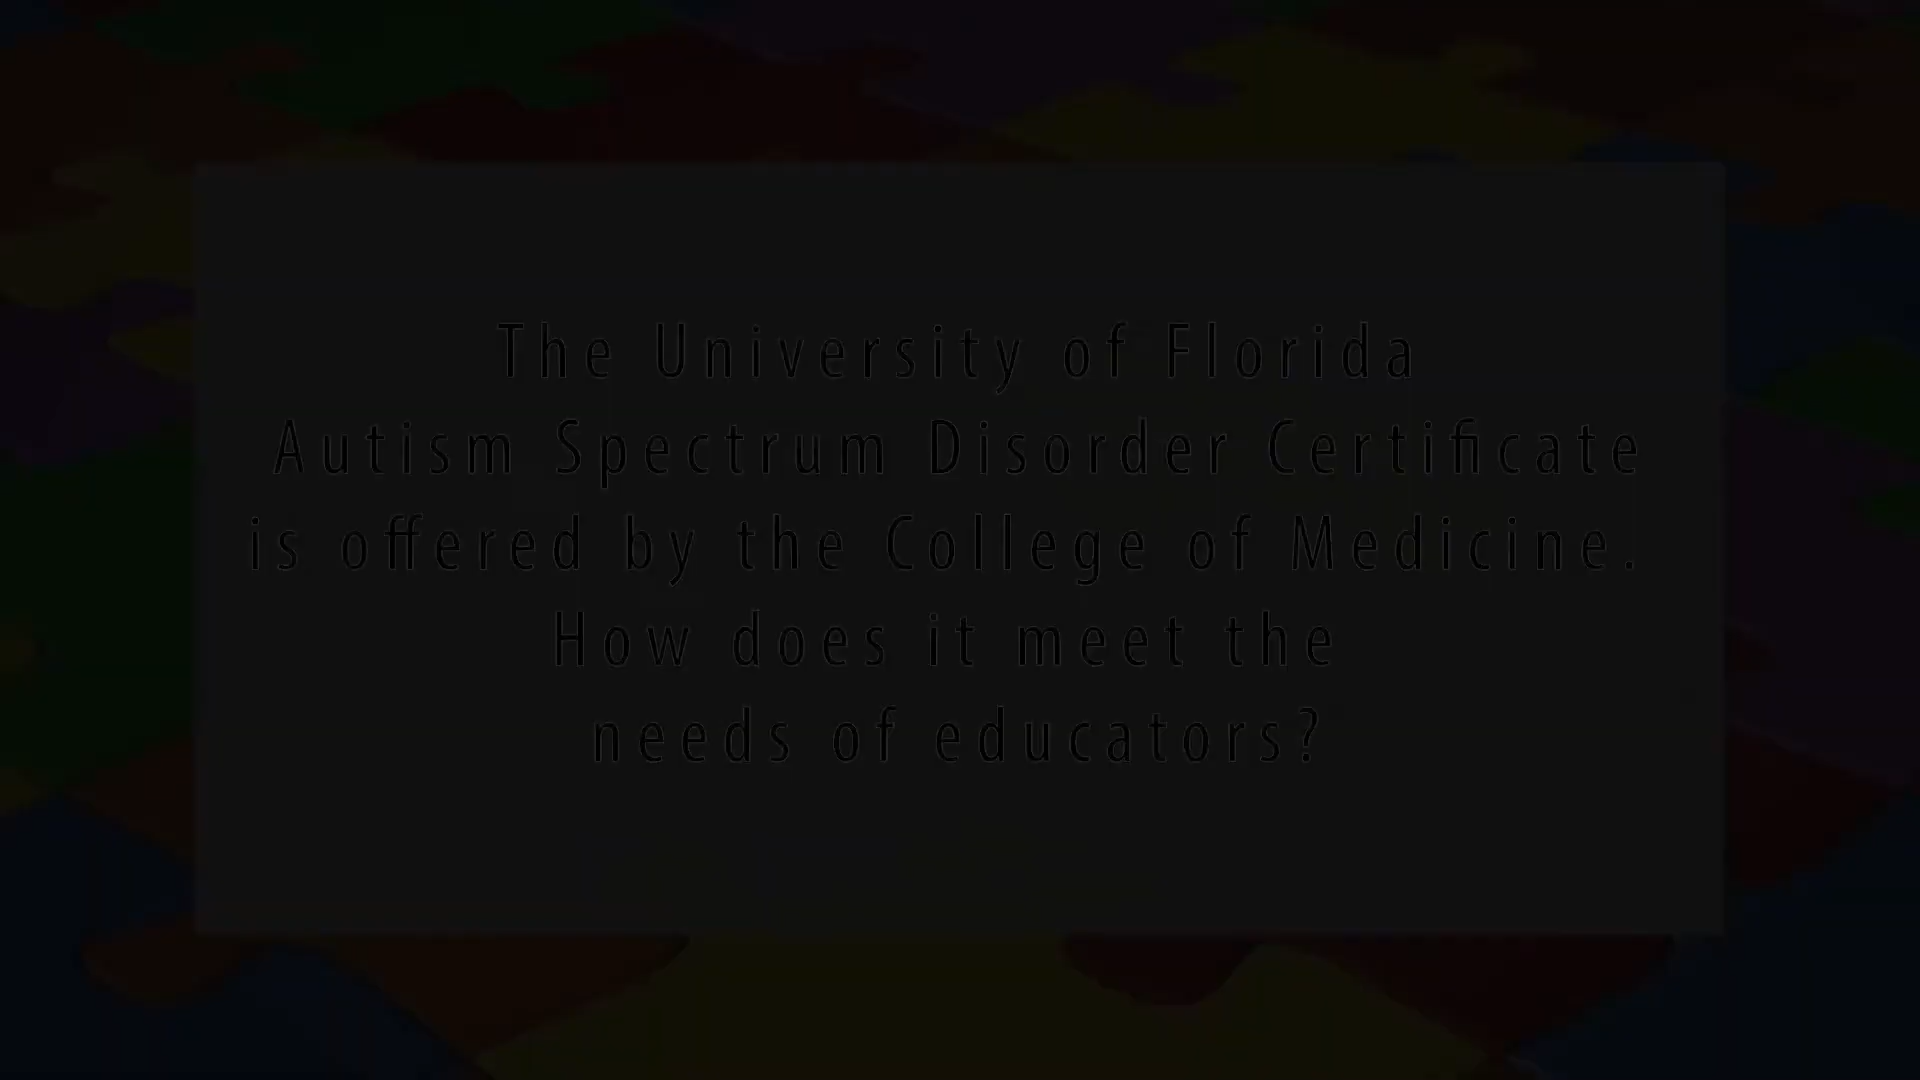 The University of Florida
Autism Spectrum Disorder Certificate
is offered by the College of Medicine.
How does it meet the
needs of educators?